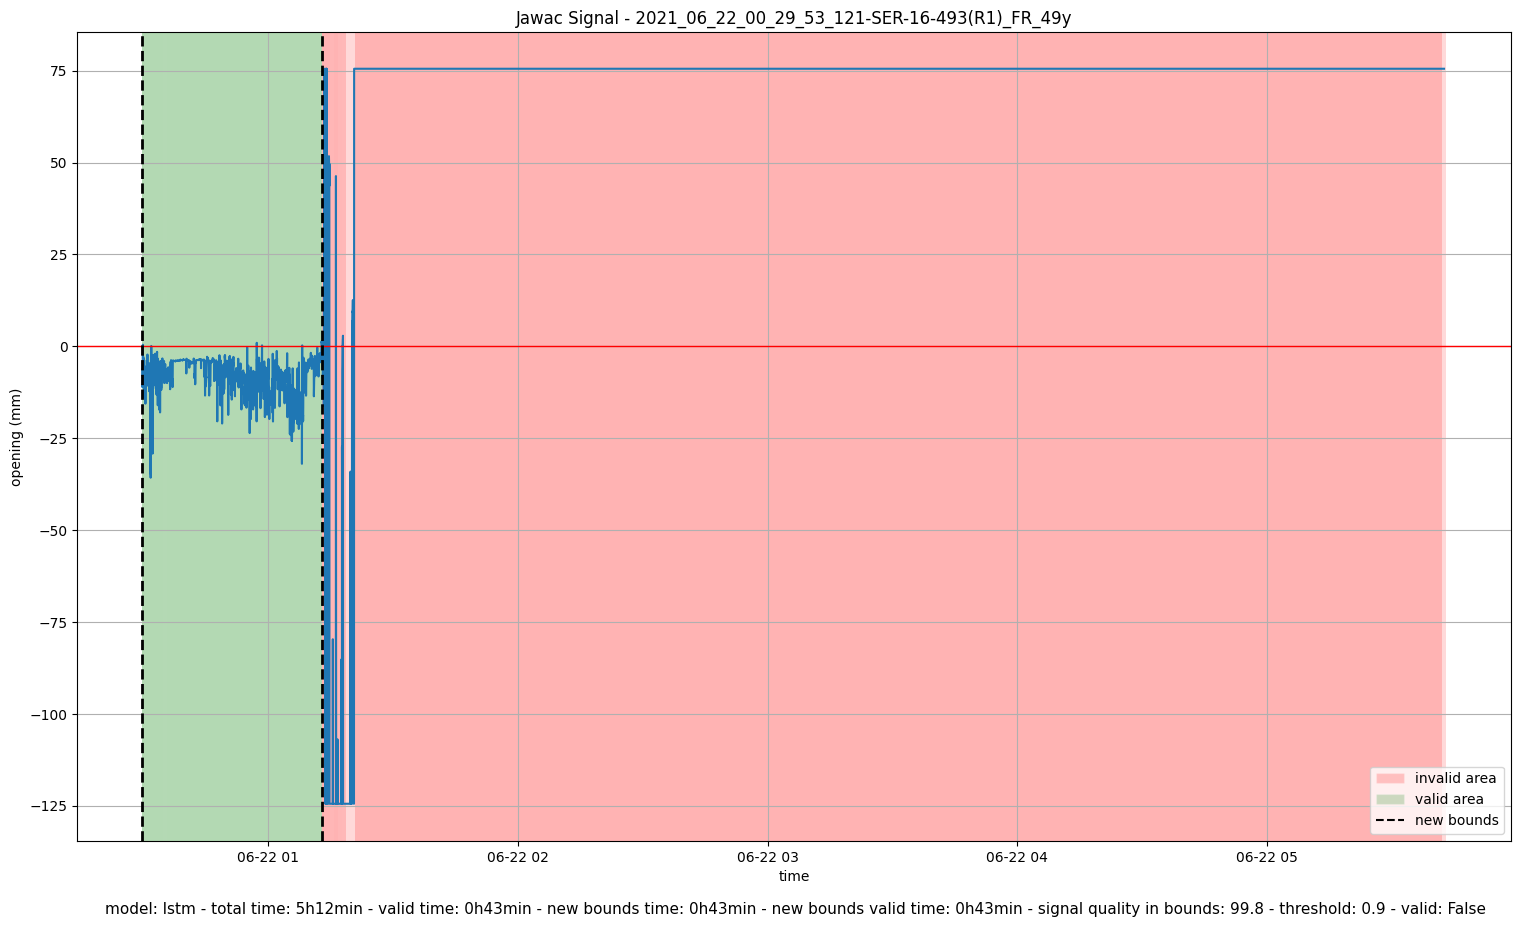 Jawac Signal - 2021_06_22_00_29_53_121-SER-16-493(R1)_FR_49y
75
50
25
0
−25
−50
−75
−100
−125
opening (mm)
06-22 01
06-22 02
06-22 03
06-22 04
06-22 05
time
invalid area
valid area
new bounds
model: lstm - total time: 5h12min - valid time: 0h43min - new bounds time: 0h43min - new bounds valid time: 0h43min - signal quality in bounds: 99.8 - threshold: 0.9 - valid: False